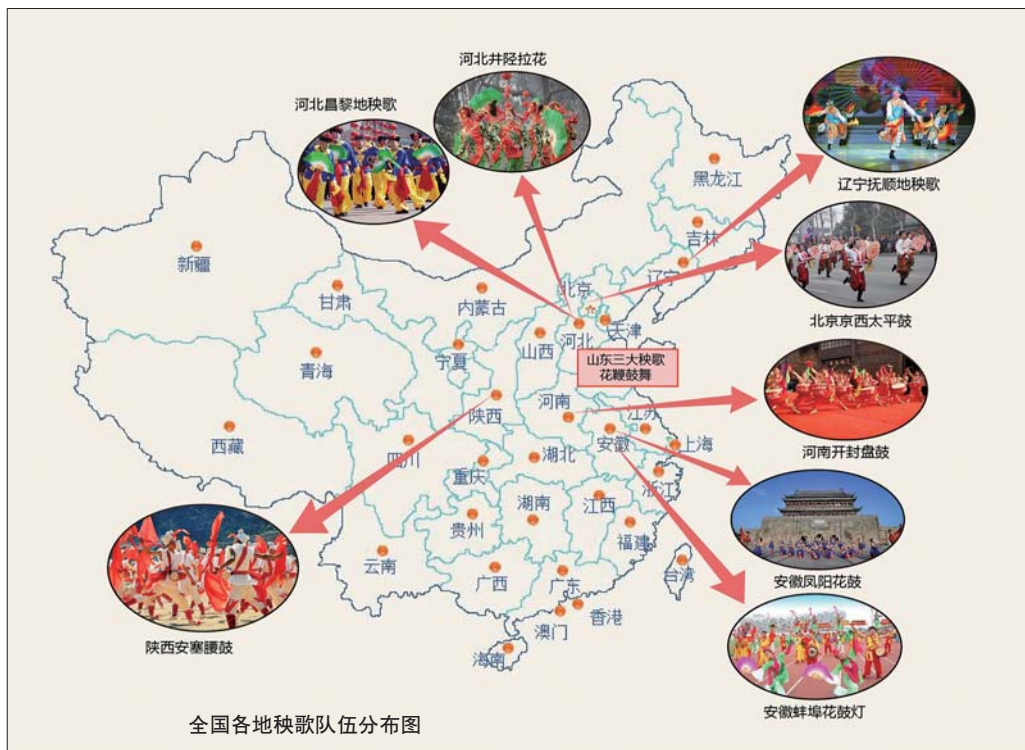 河北井陉拉花
河北昌黎地秧歌
黑龙江
辽宁抚顺地秧歌
吉林
新疆
辽宁
甘肃
内蒙古
北京
北京京西太平鼓
天津
河北
宁夏
山西
青海
山东三大秧歌
花鞭鼓舞
陕西
河南
江苏
河南开封盘鼓
西藏
四川
安徽
上海
重庆
湖北
浙江
湖南
江西
贵州
福建
安徽凤阳花鼓
云南
广西
广东
台湾
香港
澳门
陕西安塞腰鼓
海南
安徽蚌埠花鼓灯
全国各地秧歌队伍分布图